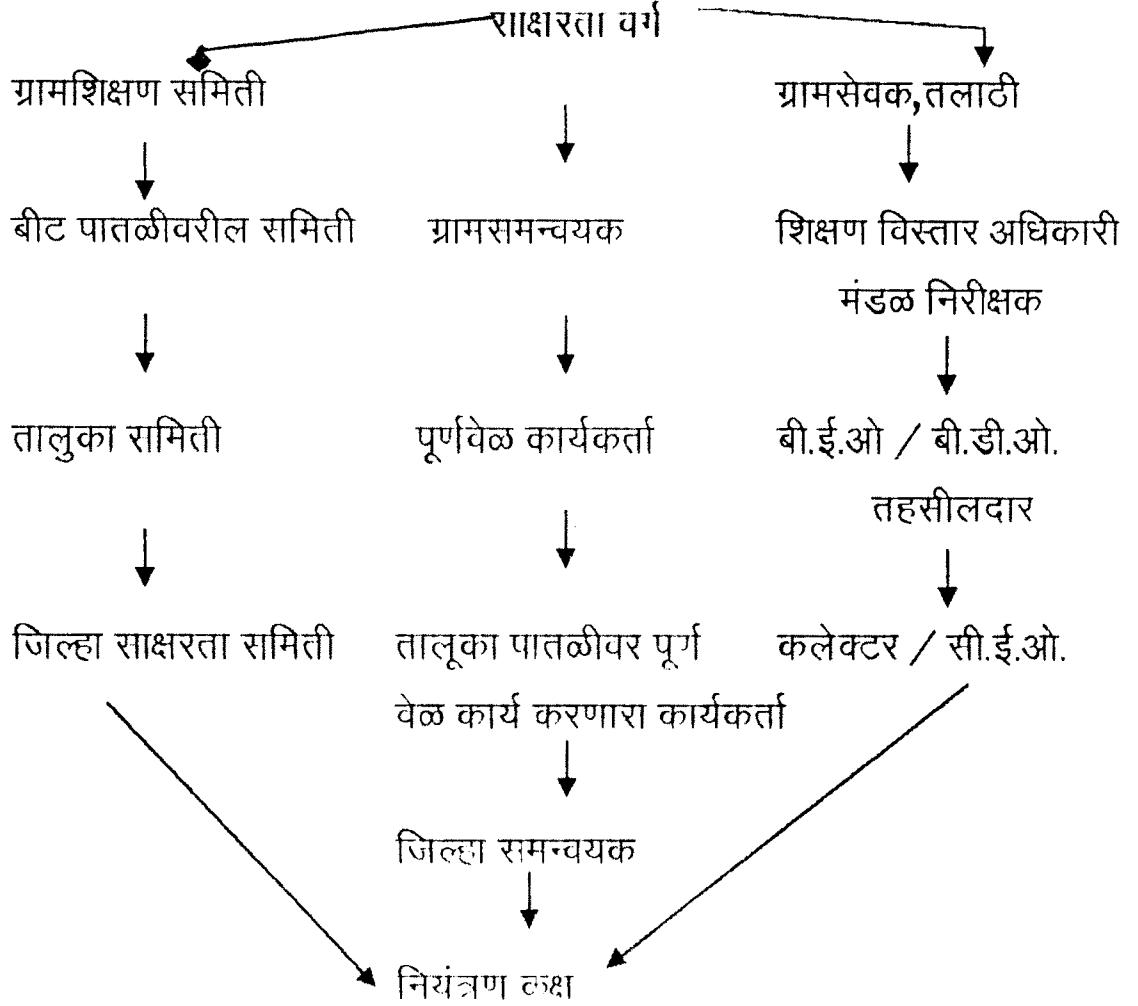 साक्षरता वर्ग
ग्रामशिक्षण समिती ग्रामसेवक,तलाठी
बीट पातळीवरील समिती ग्रामसमन्वयक शिक्षण विस्तार अधिकारी
मंडळ निरीक्षक
तालुका समिती पूर्णवेळ कार्यकर्ता बी.ई.ओ / बी.डी.ओ.
तहसीलदार
जिल्हा साक्षरता समिती तालूका पातळीवर पूर्ण कलेक्टर / सी.ई.ओ.
वेळ कार्य करणारा कार्यकर्ता
जिल्हा समन्वयक
नियंत्रण कक्ष